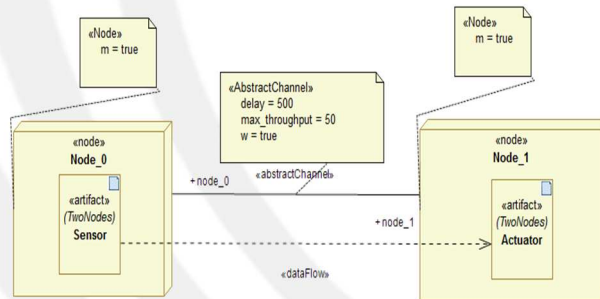 «Node»
m = true
«Node»
m = true
«AbstractChannel»
delay = 500
max_throughput = 50
w = true
«node»
Node_0
«artifact»
(TwoNodes)
Sensor
+node_0
«abstractChannel»
+node_1
«dataFlow»
«node»
Node_1
«artifact»
(TwoNodes)
Actuator